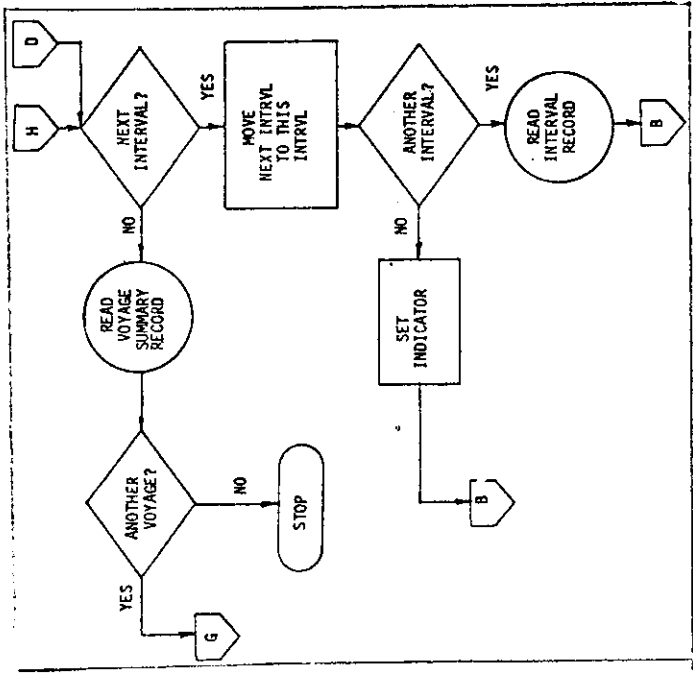 H
D
NEXT
INTERVAL?
YES
NO
MOVE
NEXT INTRVL
TO THIS
INTRVL
ANOTHER
INTERVAL?
YES
NO
READ
INTERVAL
RECORD
B
SET
INDICATOR
B
READ
VOYAGE
SUMMARY
RECORD
ANOTHER
VOYAGE?
NO
YES
STOP
G